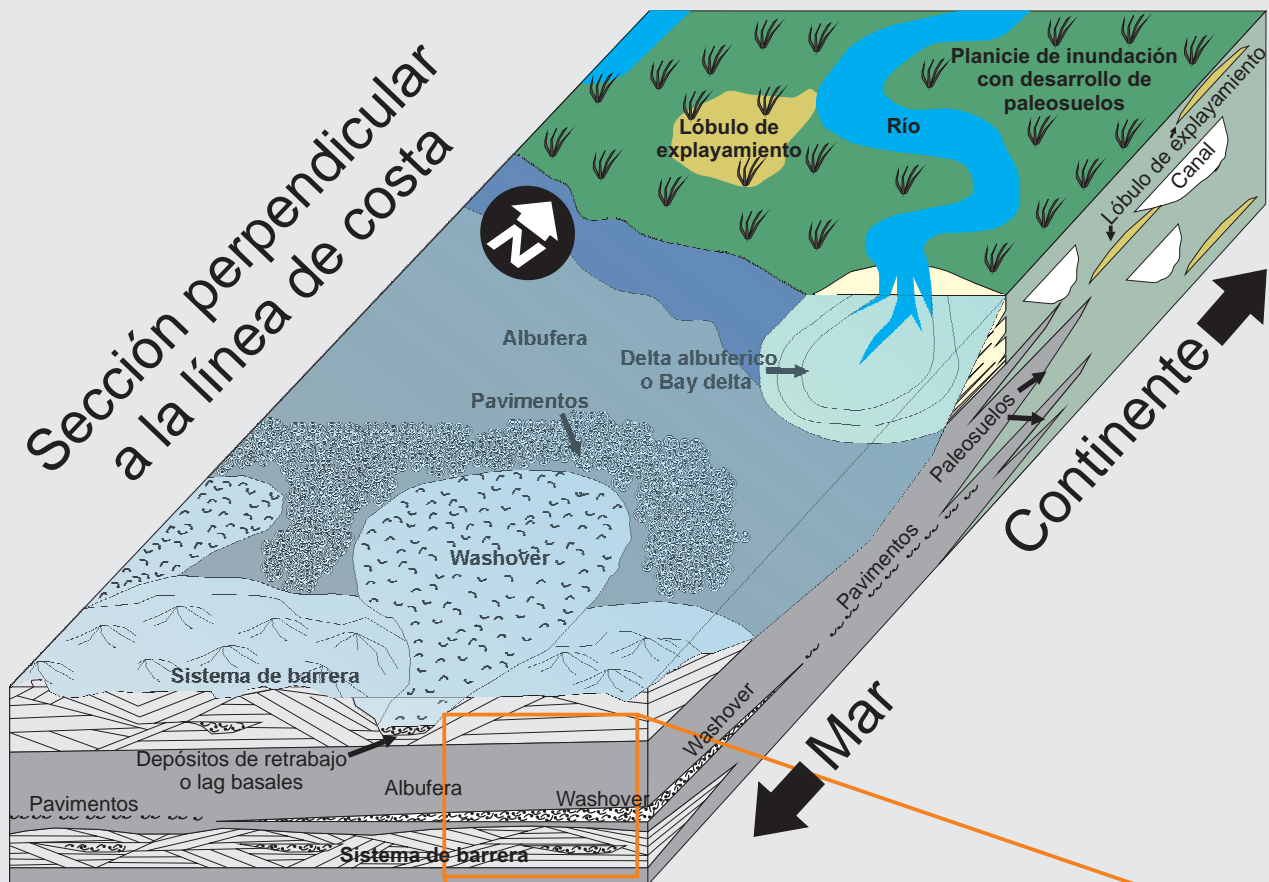 Sección perpendicular
a la línea de costa
Planicie de inundación
con desarrollo de
paleosuelos
Lóbulo de
explayamiento
Río
Lóbulo de explayamiento
Canal
N
Albufera
Delta albuferico
o Bay delta
Pavimentos
Paleosuelos
Continente
Washover
Pavimentos
Sistema de barrera
Washover
Mar
Depósitos de retrabajo
o lag basales
Albufera
Pavimentos
Washover
Sistema de barrera